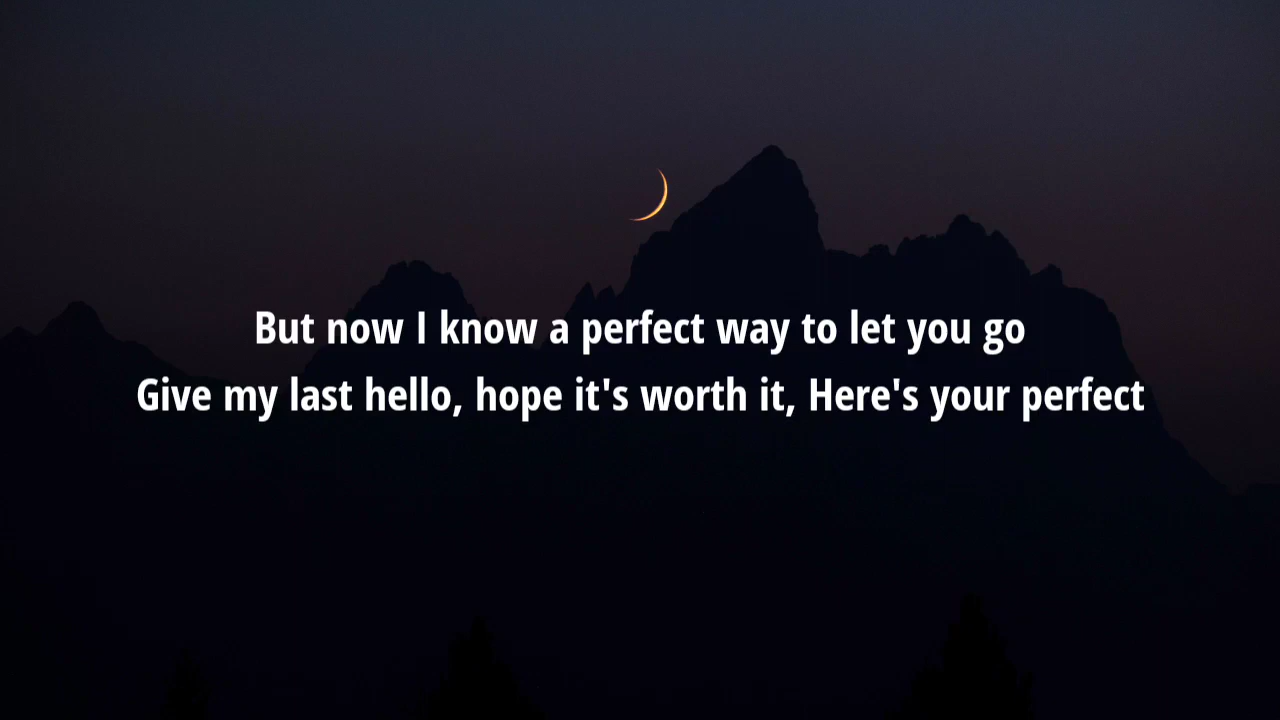 But now I know a perfect way to let you go
Give my last hello, hope it's worth it, Here's your perfect